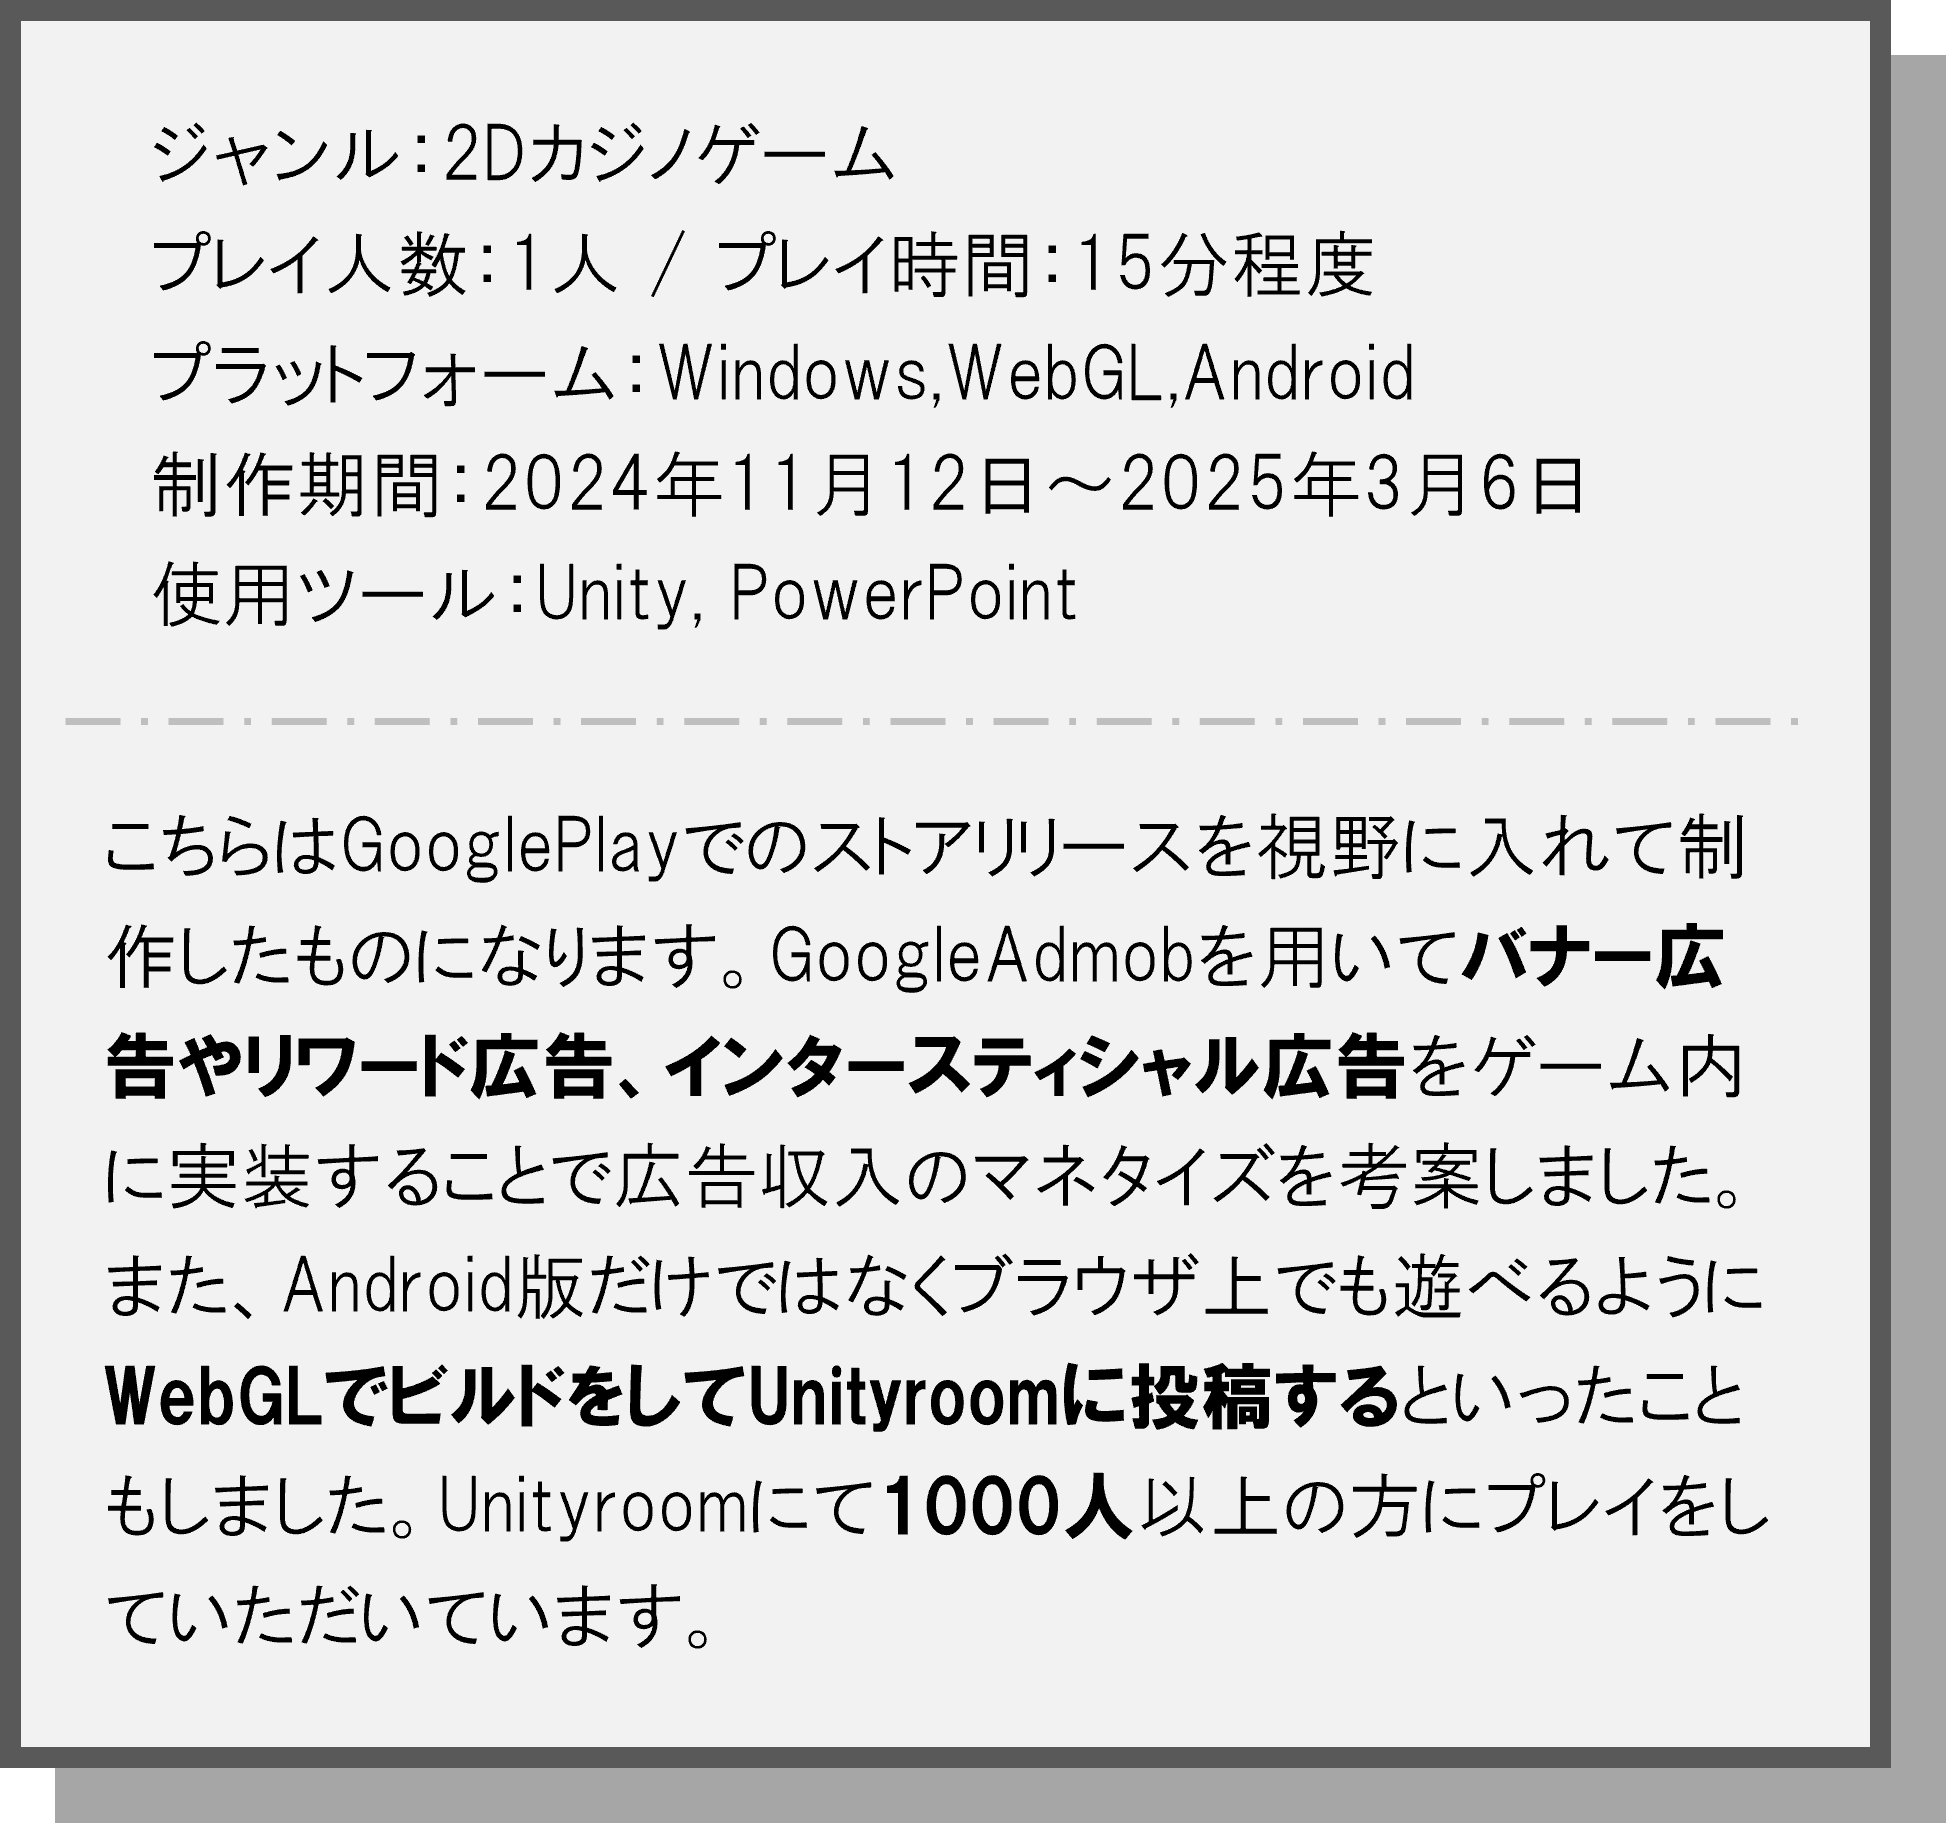 ジャンル：2Dカジノゲーム
プレイ人数：1人 / プレイ時間：15分程度
プラットフォーム：Windows,WebGL,Android
制作期間：2024年11月12日～2025年3月6日
使用ツール：Unity, PowerPoint
こちらはGooglePlayでのストアリリースを視野に入れて制
作したものになります。GoogleAdmobを用いてバナー広
告やリワード広告、インタースティシャル広告をゲーム内
に実装することで広告収入のマネタイズを考案しました。
また、Android版だけではなくブラウザ上でも遊べるように
WebGLでビルドをしてUnityroomに投稿するといったこと
もしました。Unityroomにて1000人以上の方にプレイをし
ていただいています。